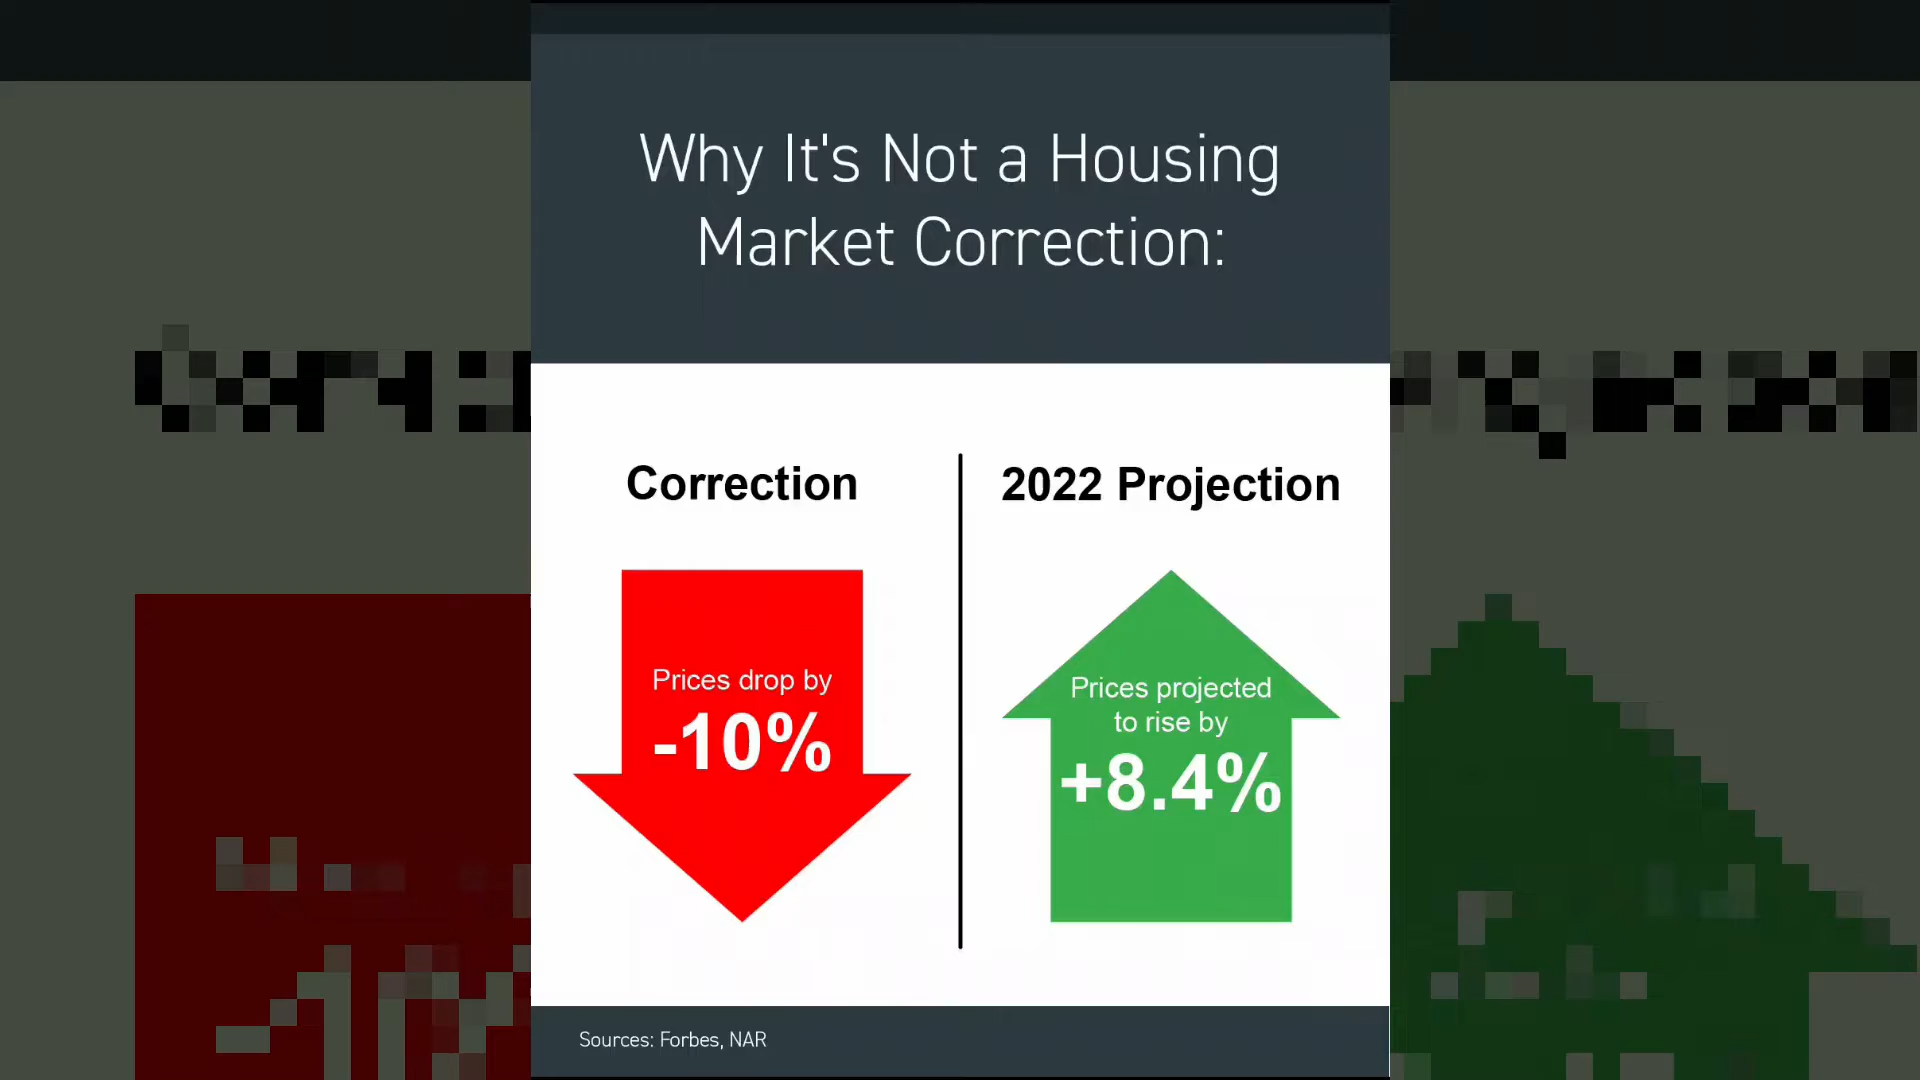 Why It's Not a Housing
Market Correction:
Correction
2022 Projection
Prices drop by
-10%
Prices projected
to rise by
+8.4%
Sources: Forbes, NAR